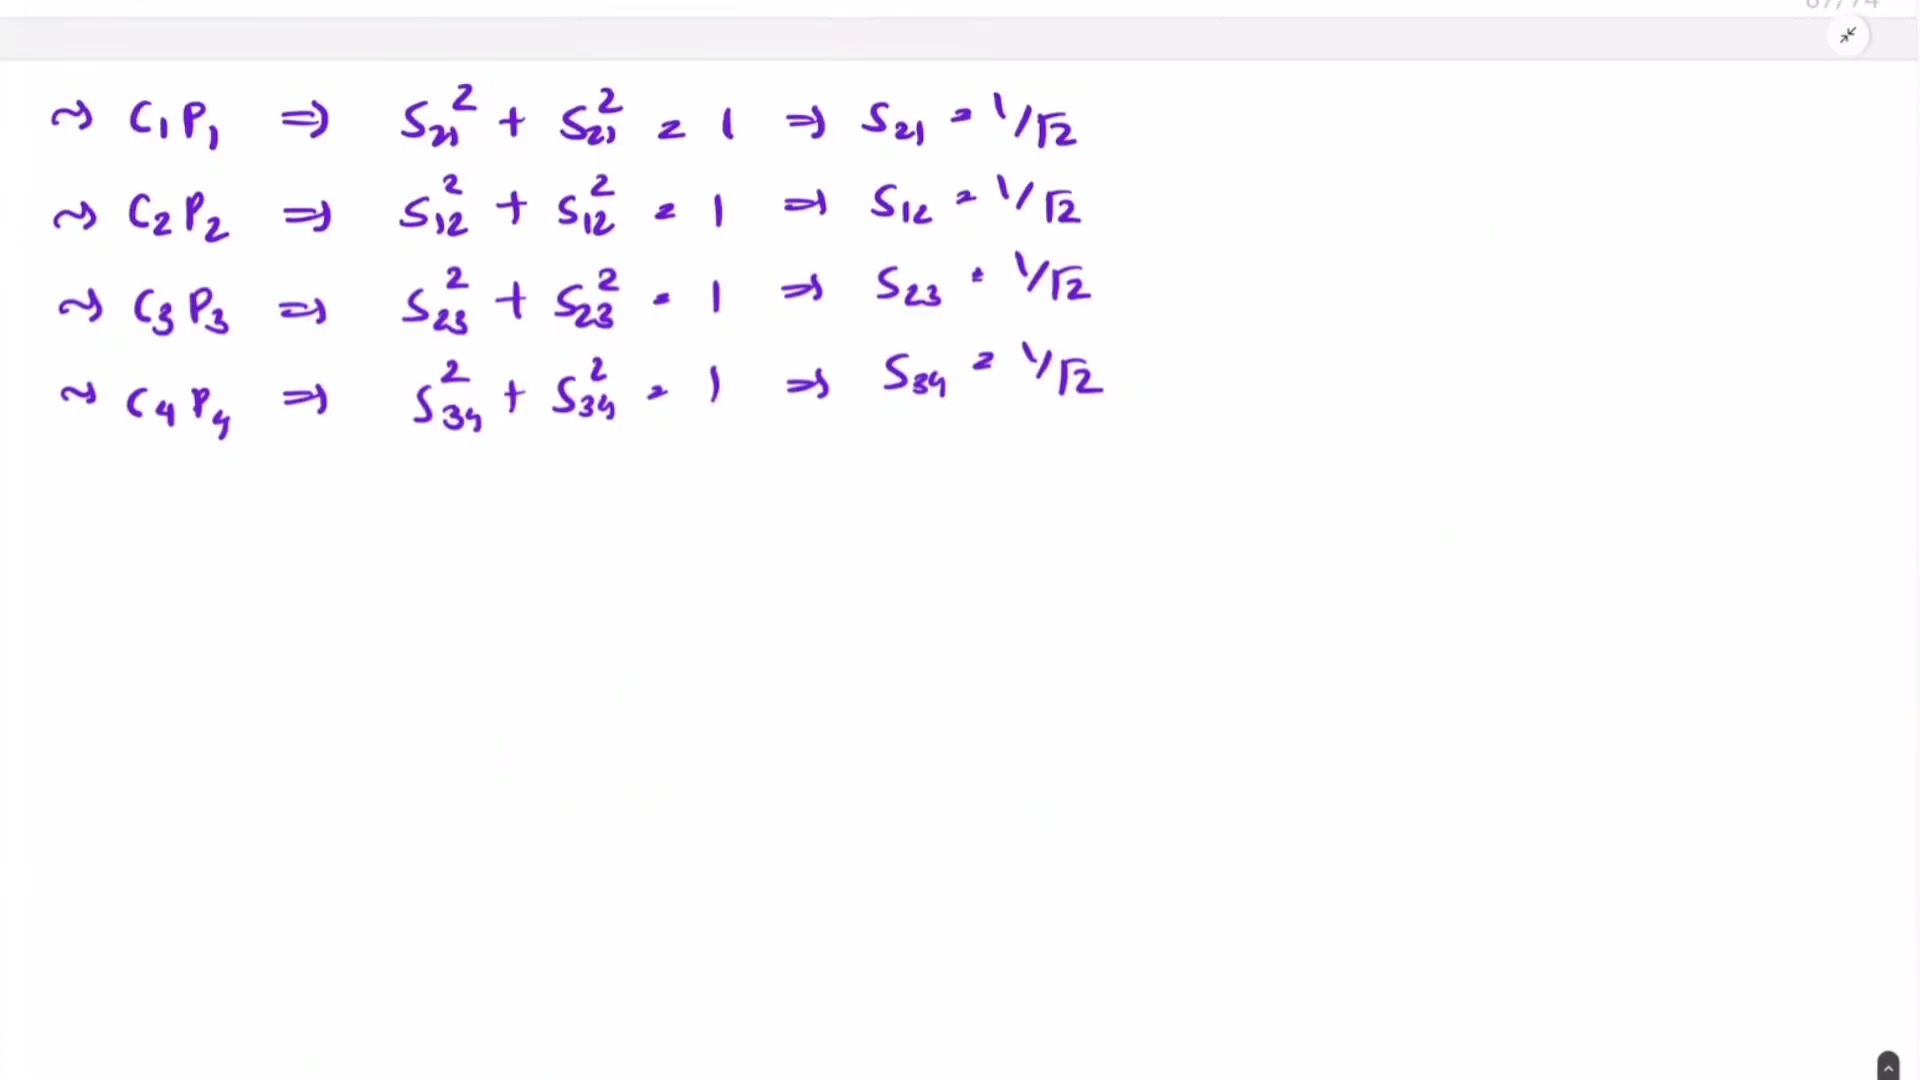 ~> C₁P₁ ⇒ S₂₁² + S₂₁² = 1 ⇒ S₂₁ = 1/√2
~> C₂P₂ ⇒ S₁₂² + S₁₂² = 1 ⇒ S₁₂ = 1/√2
~> C₃P₃ ⇒ S₂₃² + S₂₃² = 1 ⇒ S₂₃ = 1/√2
~> C₄P₄ ⇒ S₃₄² + S₃₄² = 1 ⇒ S₃₄ = 1/√2